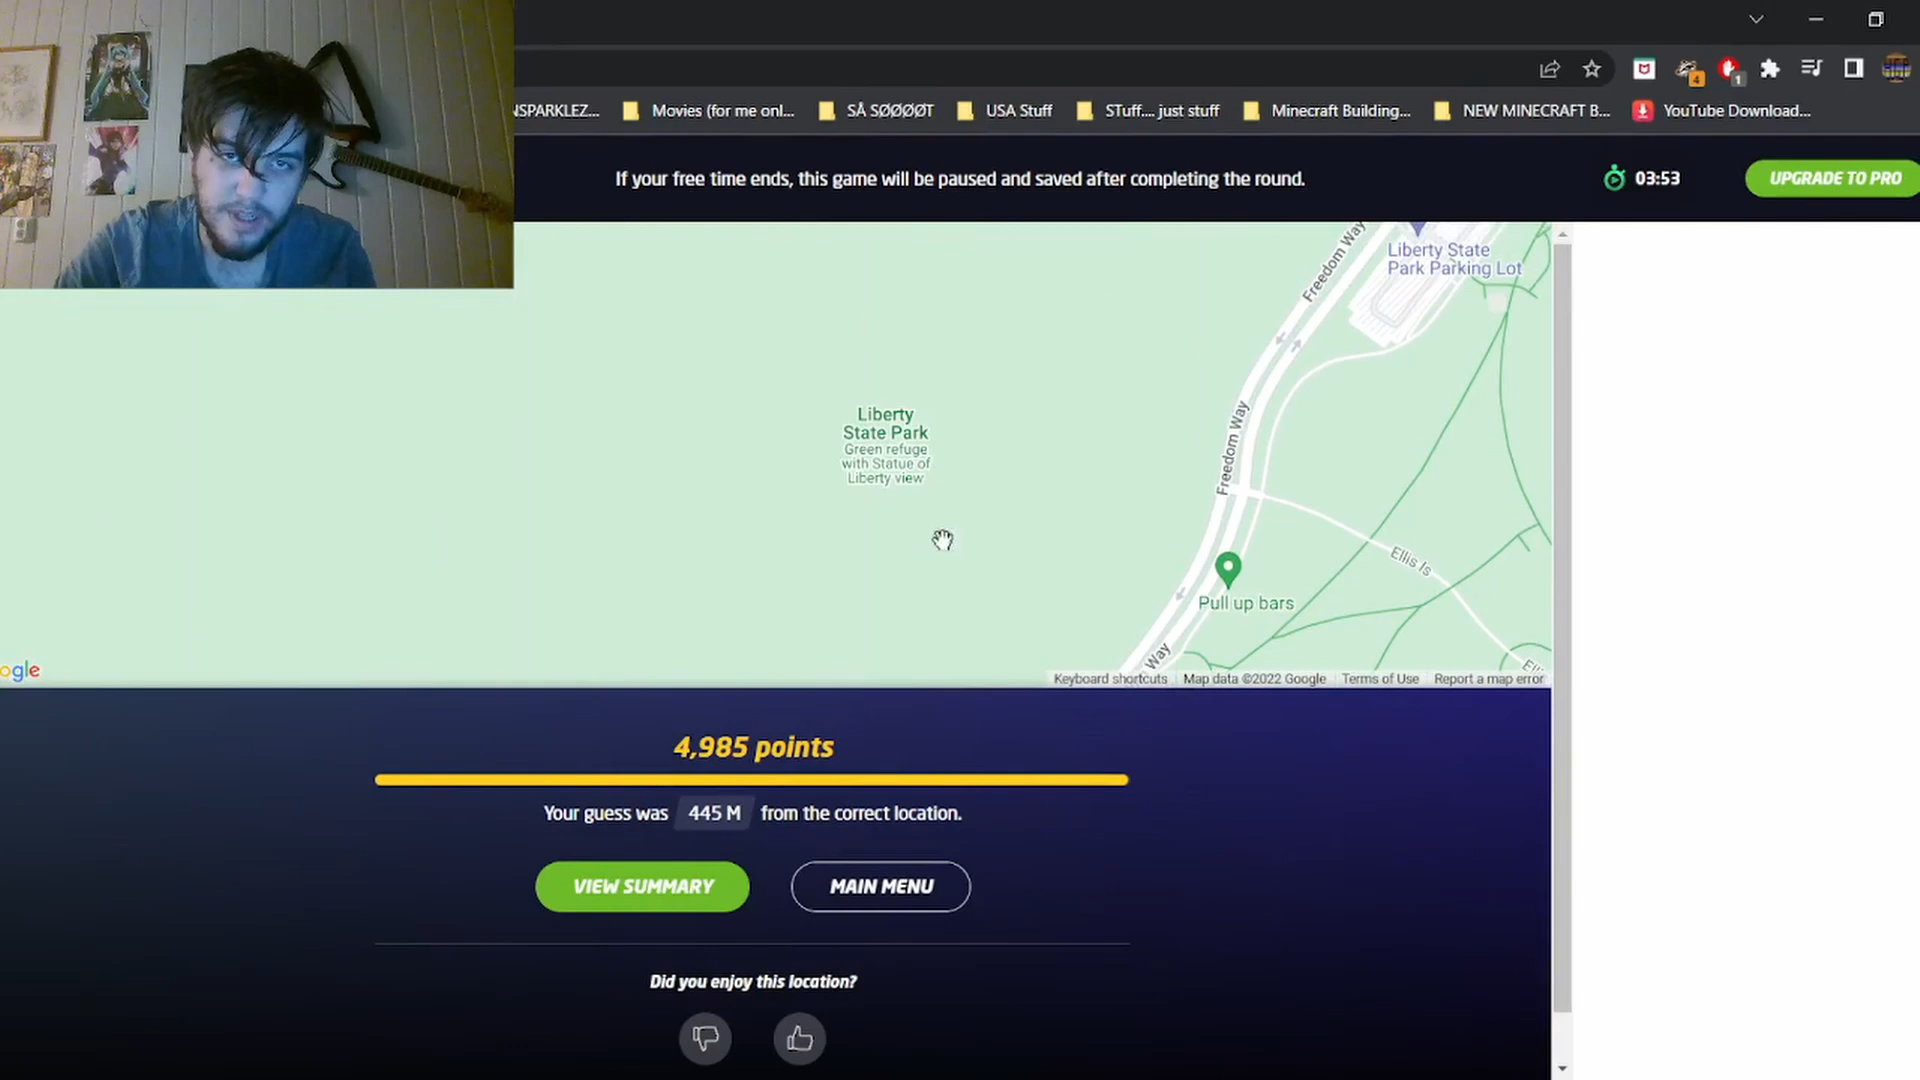 NSPARKLEZ...
Movies (for me onl...
SÅ SØØØØT
USA Stuff
STuff.... just stuff
Minecraft Building...
NEW MINECRAFT B...
YouTube Download...
4
1
If your free time ends, this game will be paused and saved after completing the round.
03:53
UPGRADE TO PRO
Freedom Way
Liberty State
Park Parking Lot
Liberty
State Park
Green refuge
with Statue of
Liberty view
Freedom Way
Ellis Is
Pull up bars
Way
ogle
Keyboard shortcuts
Map data ©2022 Google
Terms of Use
Report a map error
4,985 points
Your guess was 445 M from the correct location.
VIEW SUMMARY
MAIN MENU
Did you enjoy this location?